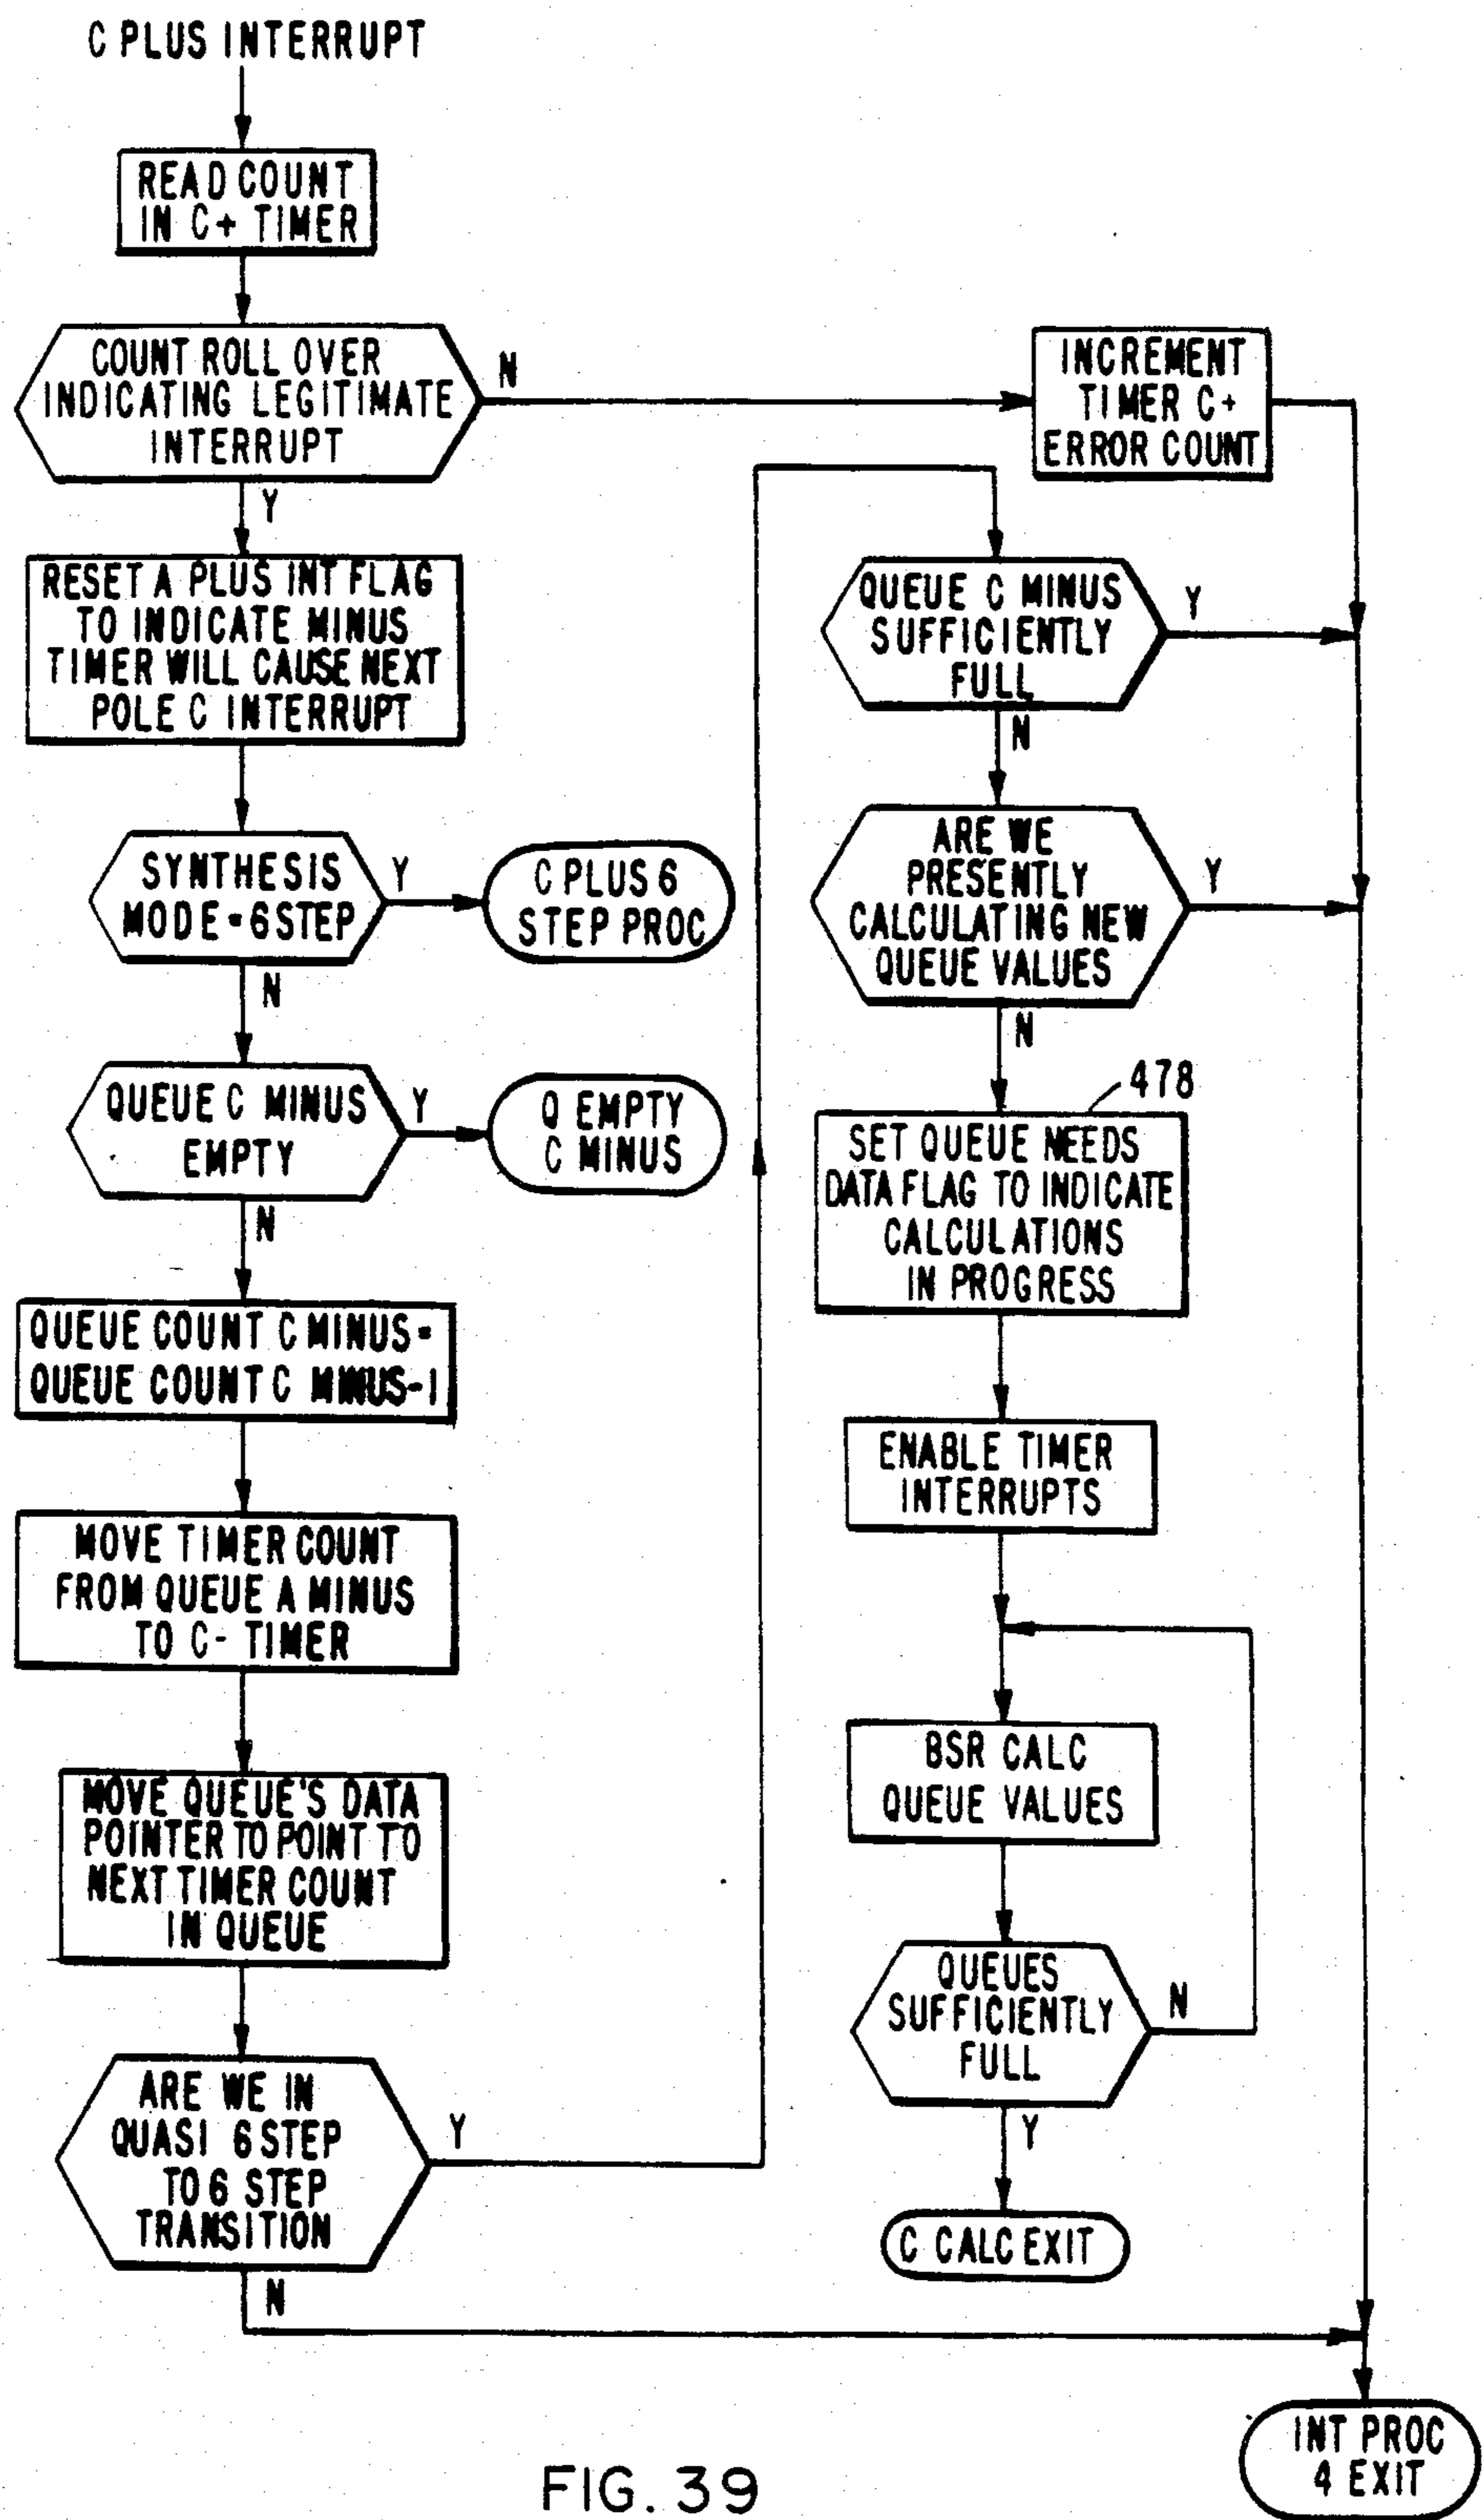 C PLUS INTERRUPT
READ COUNT
IN C+ TIMER
COUNT ROLL OVER
INDICATING LEGITIMATE
INTERRUPT
N
Y
INCREMENT
TIMER C+
ERROR COUNT
RESET A PLUS INT FLAG
TO INDICATE MINUS
TIMER WILL CAUSE NEXT
POLE C INTERRUPT
SYNTHESIS
MODE=6 STEP
Y
C PLUS 6
STEP PROC
N
QUEUE C MINUS
EMPTY
Y
Q EMPTY
C MINUS
N
QUEUE COUNT C MINUS=
QUEUE COUNT C MINUS-1
MOVE TIMER COUNT
FROM QUEUE A MINUS
TO C- TIMER
MOVE QUEUE'S DATA
POINTER TO POINT TO
NEXT TIMER COUNT
IN QUEUE
ARE WE IN
QUASI 6 STEP
TO 6 STEP
TRANSITION
Y
N
QUEUE C MINUS
SUFFICIENTLY
FULL
Y
N
ARE WE
PRESENTLY
CALCULATING NEW
QUEUE VALUES
Y
N
478
SET QUEUE NEEDS
DATA FLAG TO INDICATE
CALCULATIONS
IN PROGRESS
ENABLE TIMER
INTERRUPTS
BSR CALC
QUEUE VALUES
QUEUES
SUFFICIENTLY
FULL
N
Y
C CALC EXIT
INT PROC
4 EXIT
FIG. 39